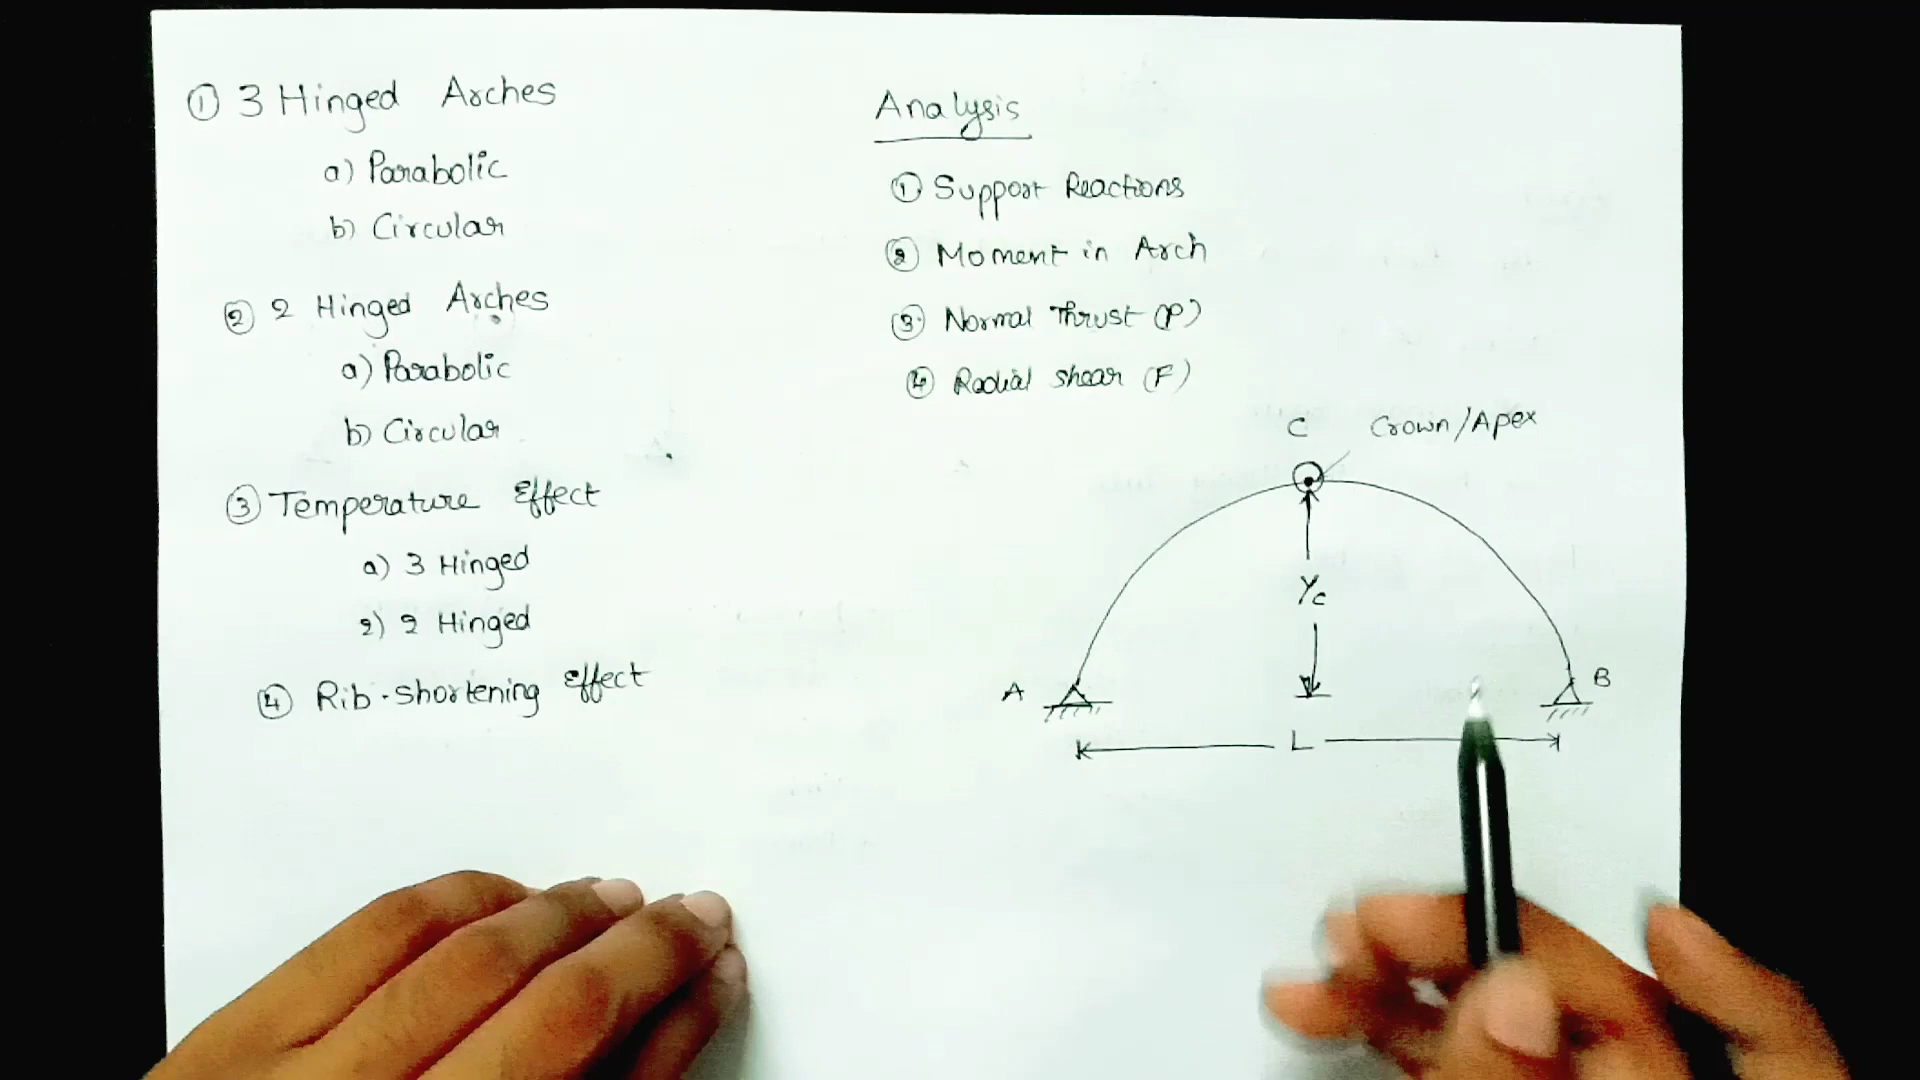 ① 3 Hinged Arches
a) Parabolic
b) Circular
② 2 Hinged Arches
a) Parabolic
b) Circular
③ Temperature Effect
a) 3 Hinged
2) 2 Hinged
④ Rib-shortening effect
Analysis
① Support Reactions
② Moment in Arch
③ Normal Thrust (P)
④ Radial shear (F)
C Crown/Apex
Yc
A
B
L